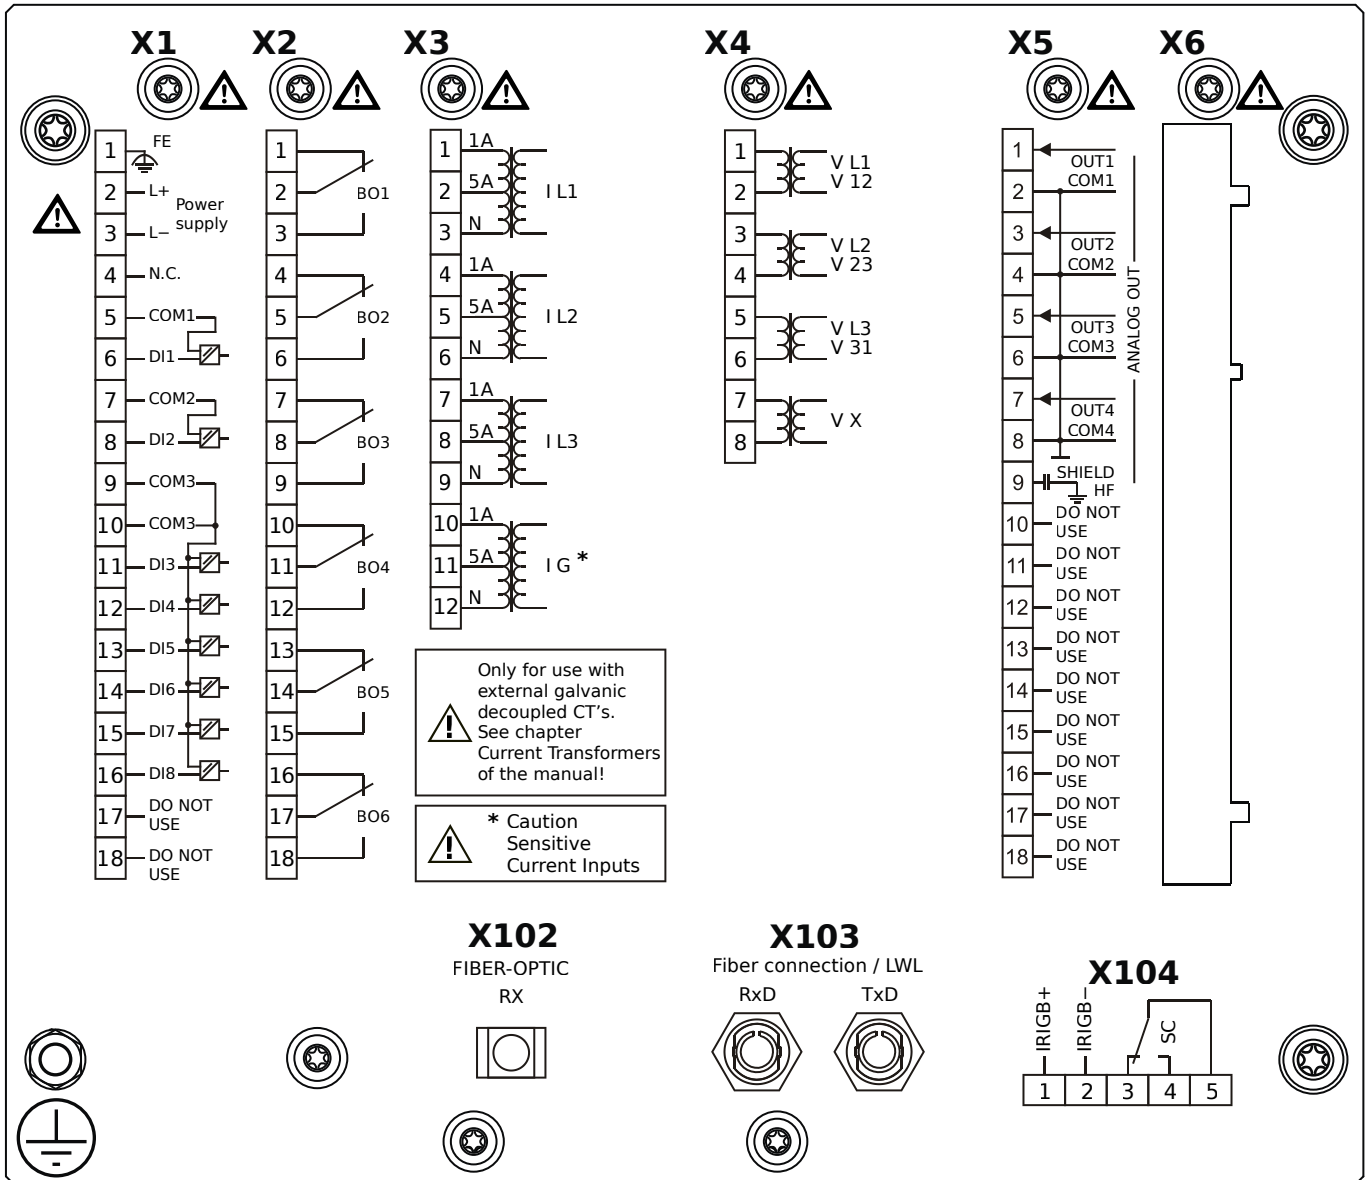 X1
X2
X3
X4
X5
X6
1 FE
2 L+
Power
supply
3 L−
4 N.C.
5 COM1
6 DI1
7 COM2
8 DI2
9 COM3
10 COM3
11 DI3
12 DI4
13 DI5
14 DI6
15 DI7
16 DI8
17 DO NOT
USE
18 DO NOT
USE
1
2 BO1
3
4
5 BO2
6
7
8 BO3
9
10
11 BO4
12
13
14 BO5
15
16
17 BO6
18
1 1A
2 5A I L1
3 N
4 1A
5 5A I L2
6 N
7 1A
8 5A I L3
9 N
10 1A
11 5A I G *
12 N
Only for use with
external galvanic
decoupled CT's.
See chapter
Current Transformers
of the manual!
* Caution
Sensitive
Current Inputs
1 V L1
2 V 12
3 V L2
4 V 23
5 V L3
6 V 31
7 V X
8
1 OUT1
2 COM1
3 OUT2
4 COM2
5 OUT3
6 COM3
7 OUT4
8 COM4
ANALOG OUT
9 SHIELD
HF
10 DO NOT
USE
11 DO NOT
USE
12 DO NOT
USE
13 DO NOT
USE
14 DO NOT
USE
15 DO NOT
USE
16 DO NOT
USE
17 DO NOT
USE
18 DO NOT
USE
X102
FIBER-OPTIC
RX
X103
Fiber connection / LWL
RxD TxD
X104
IRIGB+
IRIGB−
SC
1 2 3 4 5